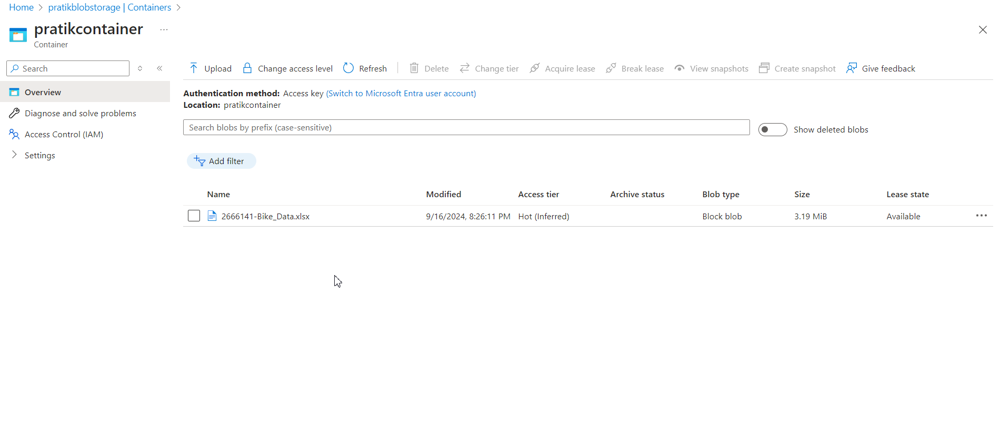 Home > pratikblobstorage | Containers >
pratikcontainer ...
Container
Search
Upload Change access level Refresh Delete Change tier Acquire lease Break lease View snapshots Create snapshot Give feedback
Overview
Diagnose and solve problems
Access Control (IAM)
Settings
Authentication method: Access key (Switch to Microsoft Entra user account)
Location: pratikcontainer
Search blobs by prefix (case-sensitive)
Show deleted blobs
Add filter
Name Modified Access tier Archive status Blob type Size Lease state
2666141-Bike_Data.xlsx 9/16/2024, 8:26:11 PM Hot (Inferred) Block blob 3.19 MiB Available